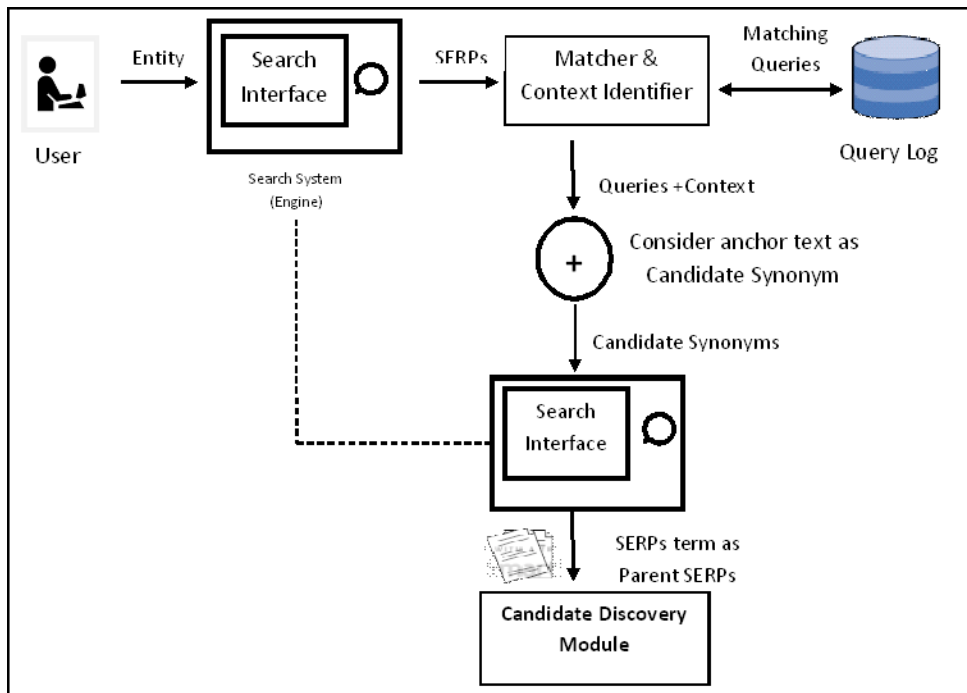 Entity
Search
Interface
SERPs
Matcher &
Context Identifier
Matching
Queries
User
Query Log
Search System
(Engine)
Queries +Context
+
Consider anchor text as
Candidate Synonym
Candidate Synonyms
Search
Interface
SERPs term as
Parent SERPs
Candidate Discovery
Module